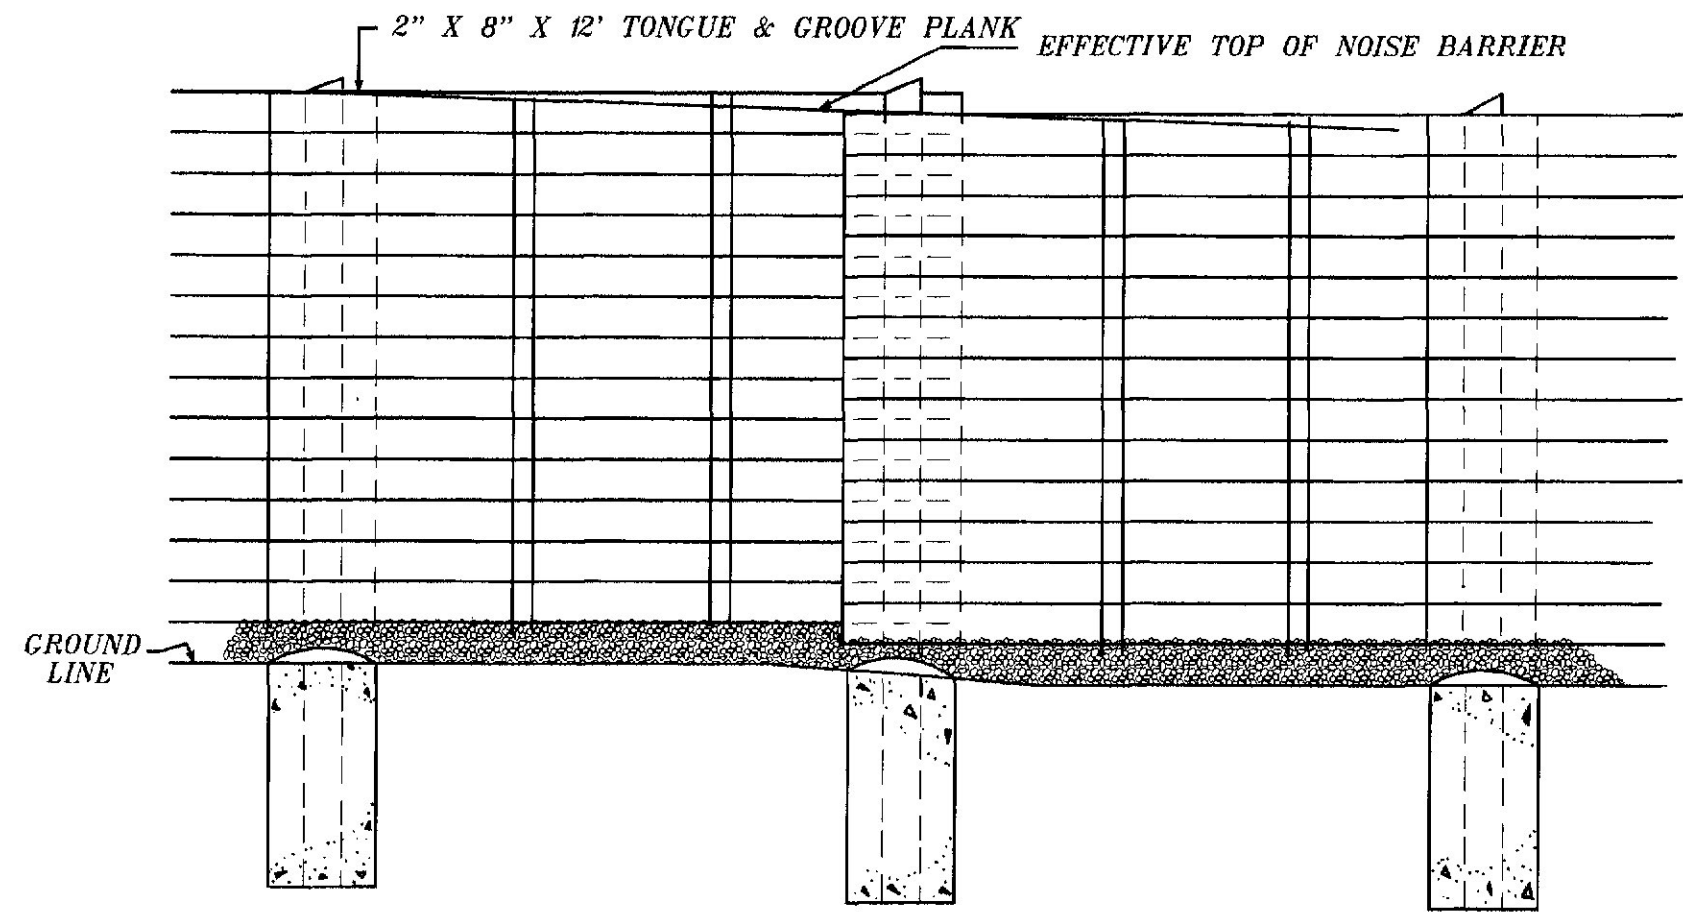 2" X 8" X 12' TONGUE & GROOVE PLANK
EFFECTIVE TOP OF NOISE BARRIER
GROUND
LINE